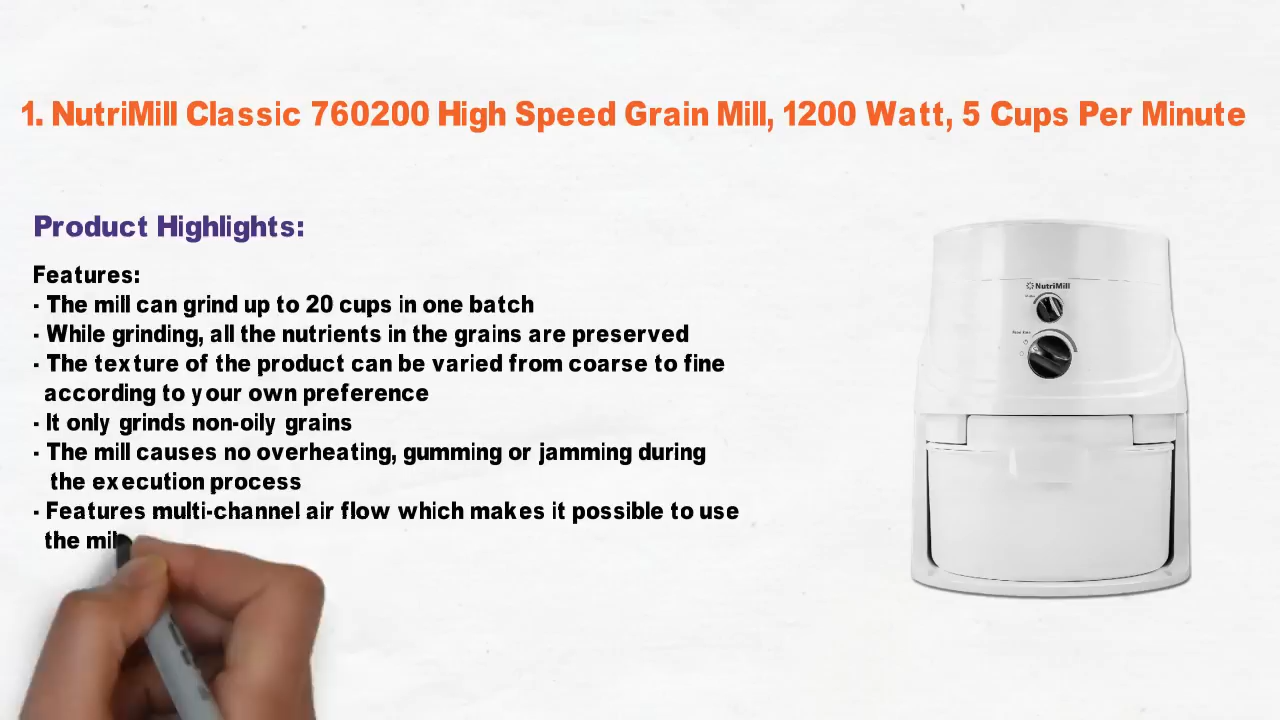 1. NutriMill Classic 760200 High Speed Grain Mill, 1200 Watt, 5 Cups Per Minute
Product Highlights:
Features:
- The mill can grind up to 20 cups in one batch
- While grinding, all the nutrients in the grains are preserved
- The texture of the product can be varied from coarse to fine
according to your own preference
- It only grinds non-oily grains
- The mill causes no overheating, gumming or jamming during
the execution process
- Features multi-channel air flow which makes it possible to use
the mil
NutriMill